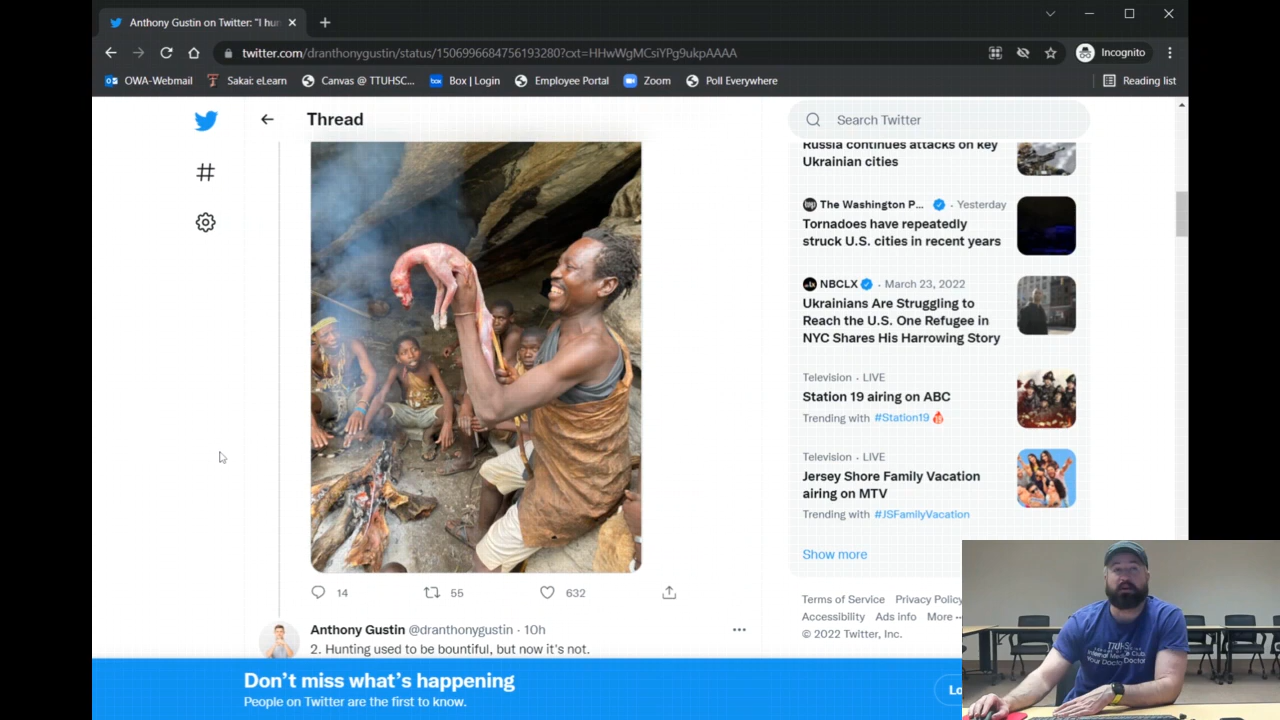 Anthony Gustin on Twitter: "I hun
twitter.com/dranthonygustin/status/1506996684756193280?cxt=HHwWgMCsiYPg9ukpAAAA
Incognito
OWA-Webmail
Sakai: eLearn
Canvas @ TTUHSC...
Box | Login
Employee Portal
Zoom
Poll Everywhere
Reading list
Thread
Search Twitter
Russia continues attacks on key
Ukrainian cities
The Washington P... · Yesterday
Tornadoes have repeatedly
struck U.S. cities in recent years
NBCLX · March 23, 2022
Ukrainians Are Struggling to
Reach the U.S. One Refugee in
NYC Shares His Harrowing Story
Television · LIVE
Station 19 airing on ABC
Trending with #Station19
Television · LIVE
Jersey Shore Family Vacation
airing on MTV
Trending with #JSFamilyVacation
Show more
Terms of Service Privacy Policy
Accessibility Ads info More ··
© 2022 Twitter, Inc.
14 55 632
Anthony Gustin @dranthonygustin · 10h
2. Hunting used to be bountiful, but now it's not.
Don't miss what's happening
People on Twitter are the first to know.
Lo
TTUHSC
Internal Medicine Club